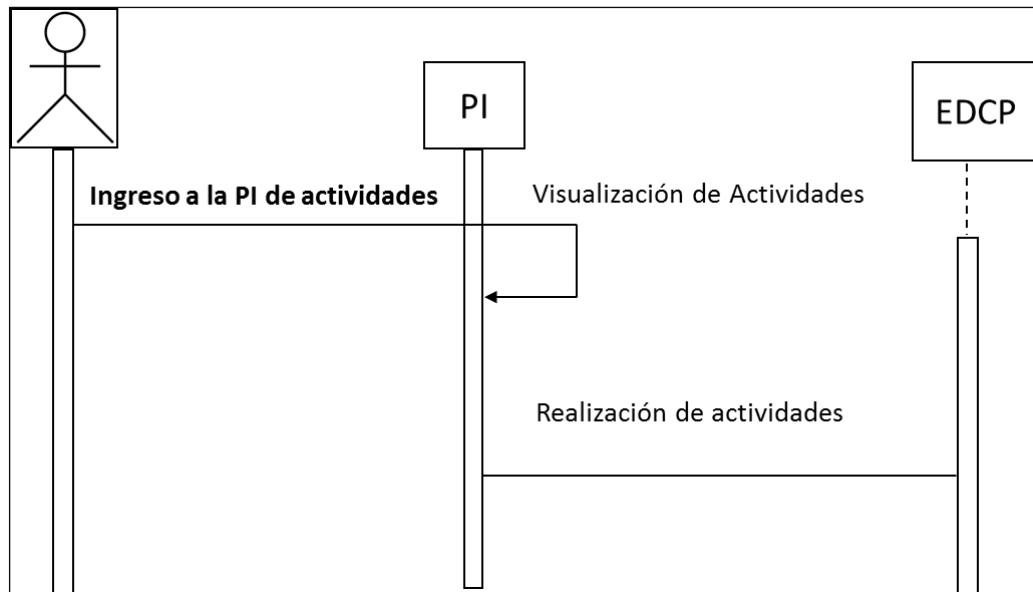 PI
EDCP
Ingreso a la PI de actividades
Visualización de Actividades
Realización de actividades